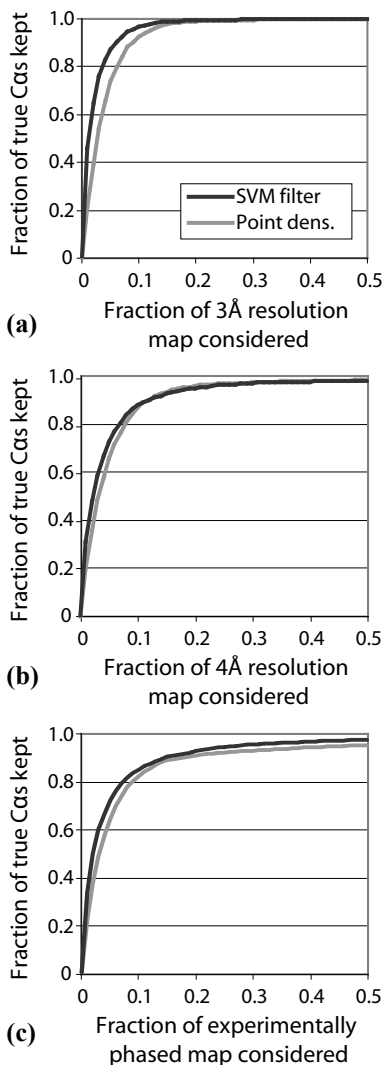 Fraction of true Cαs kept
1.0
0.8
0.6
0.4
0.2
0
SVM filter
Point dens.
0 0.1 0.2 0.3 0.4 0.5
(a)
Fraction of 3Å resolution
map considered
Fraction of true Cαs kept
1.0
0.8
0.6
0.4
0.2
0
0 0.1 0.2 0.3 0.4 0.5
(b)
Fraction of 4Å resolution
map considered
Fraction of true Cαs kept
1.0
0.8
0.6
0.4
0.2
0
0 0.1 0.2 0.3 0.4 0.5
(c)
Fraction of experimentally
phased map considered